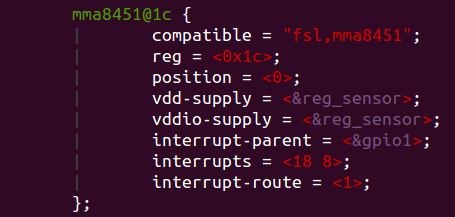 mma8451@1c {
compatible = "fsl,mma8451";
reg = <0x1c>;
position = <0>;
vdd-supply = <&reg_sensor>;
vddio-supply = <&reg_sensor>;
interrupt-parent = <&gpio1>;
interrupts = <18 8>;
interrupt-route = <1>;
};